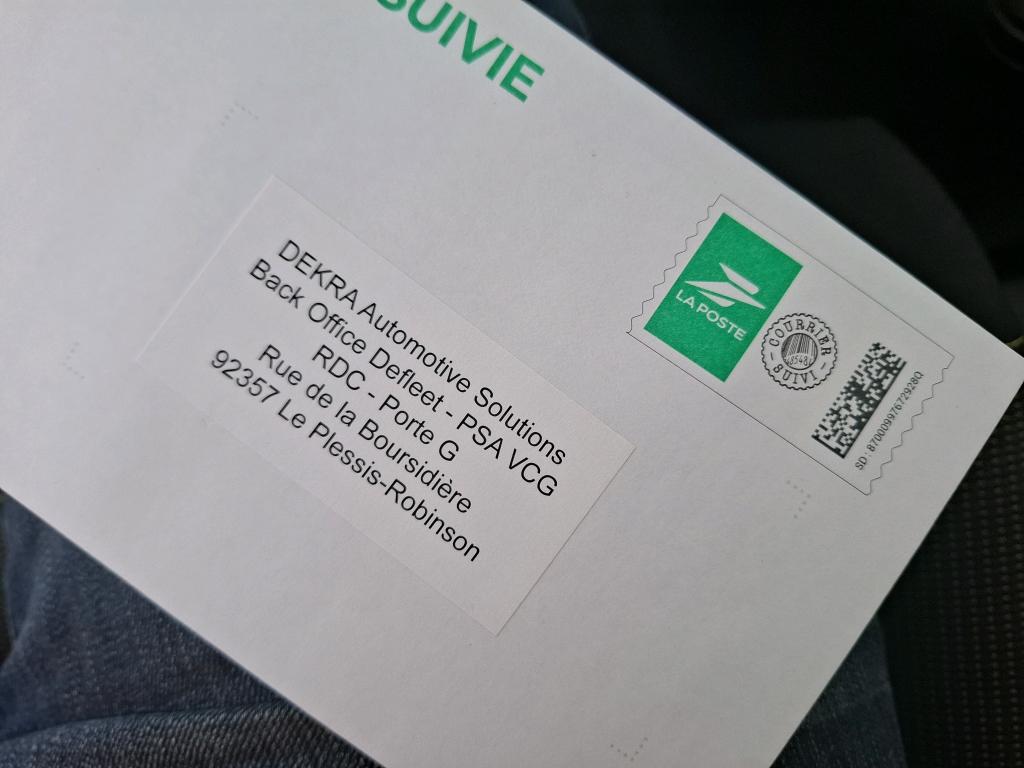 SUIVIE
DEKRA Automotive Solutions
Back Office Defleet - PSA VCG
RDC - Porte G
Rue de la Boursidière
92357 Le Plessis-Robinson
LA POSTE
COURRIER
SUIVI
SD: 87000997672928Q